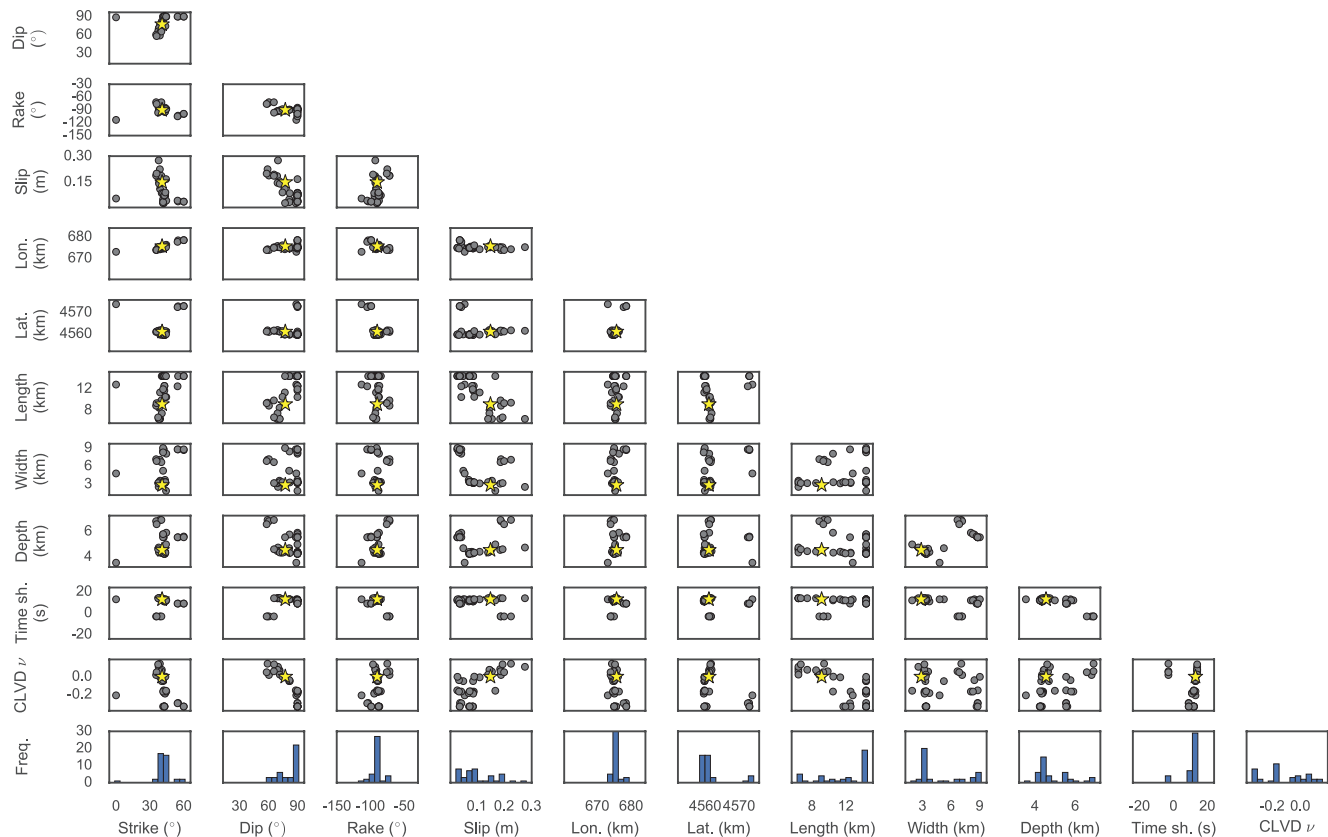 Dip
(°)
90
60
30
Rake
(°)
-30
-60
-90
-120
-150
Slip
(m)
0.30
0.15
Lon.
(km)
680
670
Lat.
(km)
4570
4560
Length
(km)
12
8
Width
(km)
9
6
3
Depth
(km)
6
4
Time sh.
(s)
20
0
-20
CLVD ν
0.0
-0.2
Freq.
30
20
10
0
0 30 60
30 60 90
-150 -100 -50
0.1 0.2 0.3
670 680
4560 4570
8 12
3 6 9
4 6
-20 0 20
-0.2 0.0
Strike (°) Dip (°) Rake (°) Slip (m) Lon. (km) Lat. (km) Length (km) Width (km) Depth (km) Time sh. (s) CLVD ν